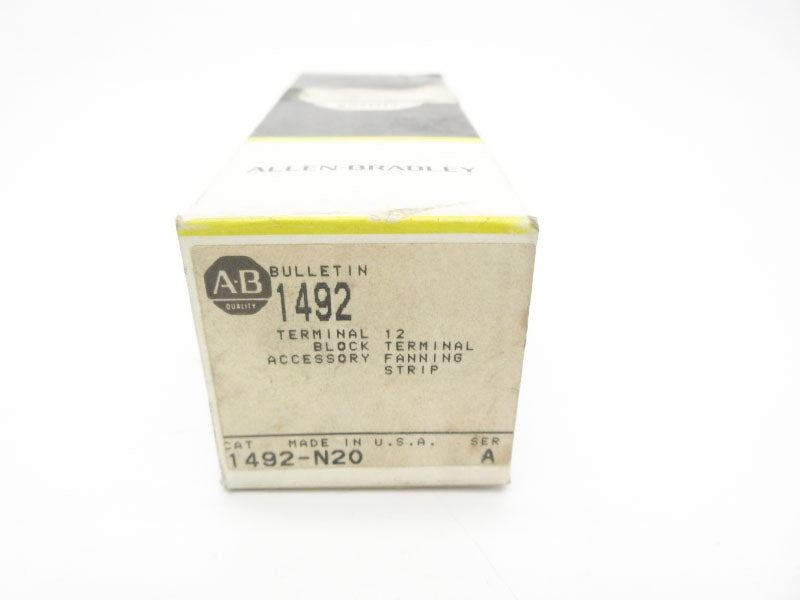 ALLEN-BRADLEY
A-B
QUALITY
BULLETIN
1492
TERMINAL 12
BLOCK TERMINAL
ACCESSORY FANNING
STRIP
CAT MADE IN U.S.A. SER
1492-N20 A